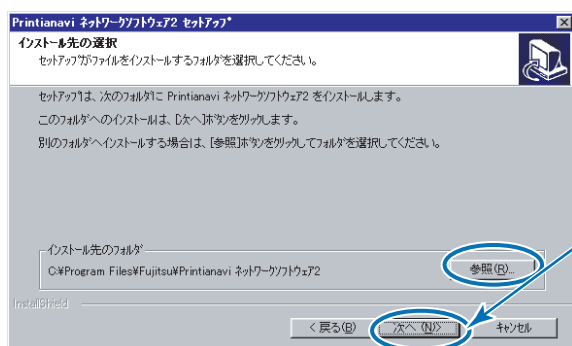 Printianavi ネットワークソフトウェア2 セットアップ
インストール先の選択
セットアップがファイルをインストールするフォルダを選択してください。
セットアップは、次のフォルダに Printianavi ネットワークソフトウェア2 をインストールします。
このフォルダへのインストールは、[次へ]ボタンをクリックします。
別のフォルダへインストールする場合は、[参照]ボタンをクリックしてフォルダを選択してください。
インストール先のフォルダ
C:¥Program Files¥Fujitsu¥Printianavi ネットワークソフトウェア2
参照(R)...
InstallShield
< 戻る(B)
次へ (N)>
キャンセル